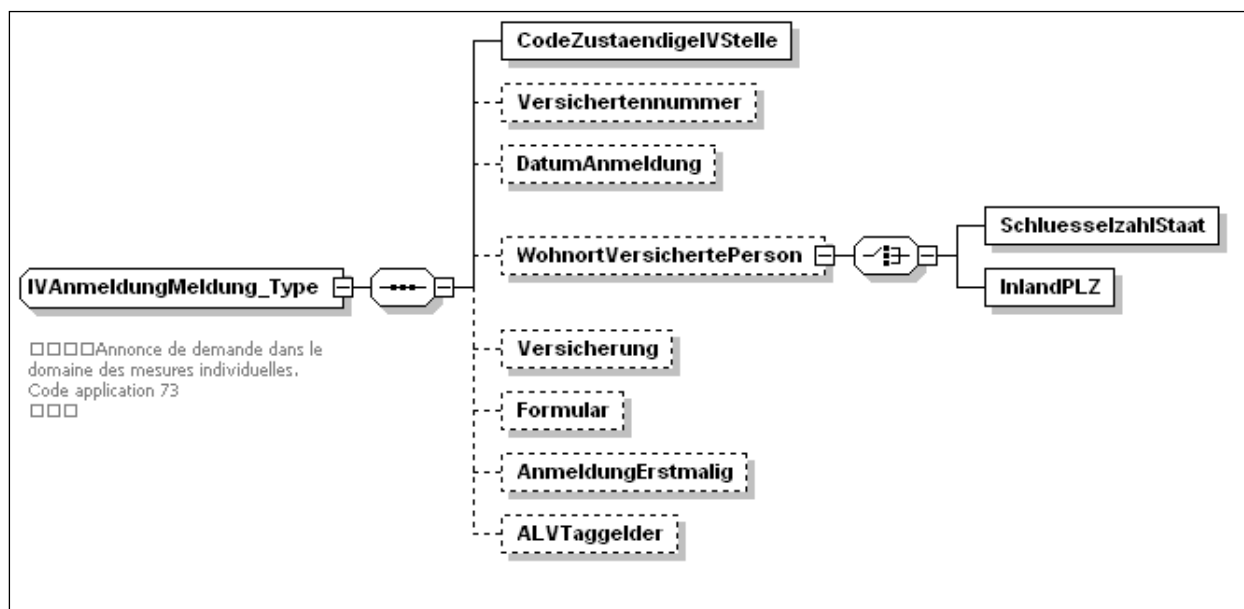 CodeZustaendigeIVStelle
Versichertennummer
DatumAnmeldung
WohnortVersichertePerson
SchluesselzahlStaat
InlandPLZ
IVAnmeldungMeldung_Type
□□□□Annonce de demande dans le
domaine des mesures individuelles.
Code application 73
□□□
Versicherung
Formular
AnmeldungErstmalig
ALVTaggelder